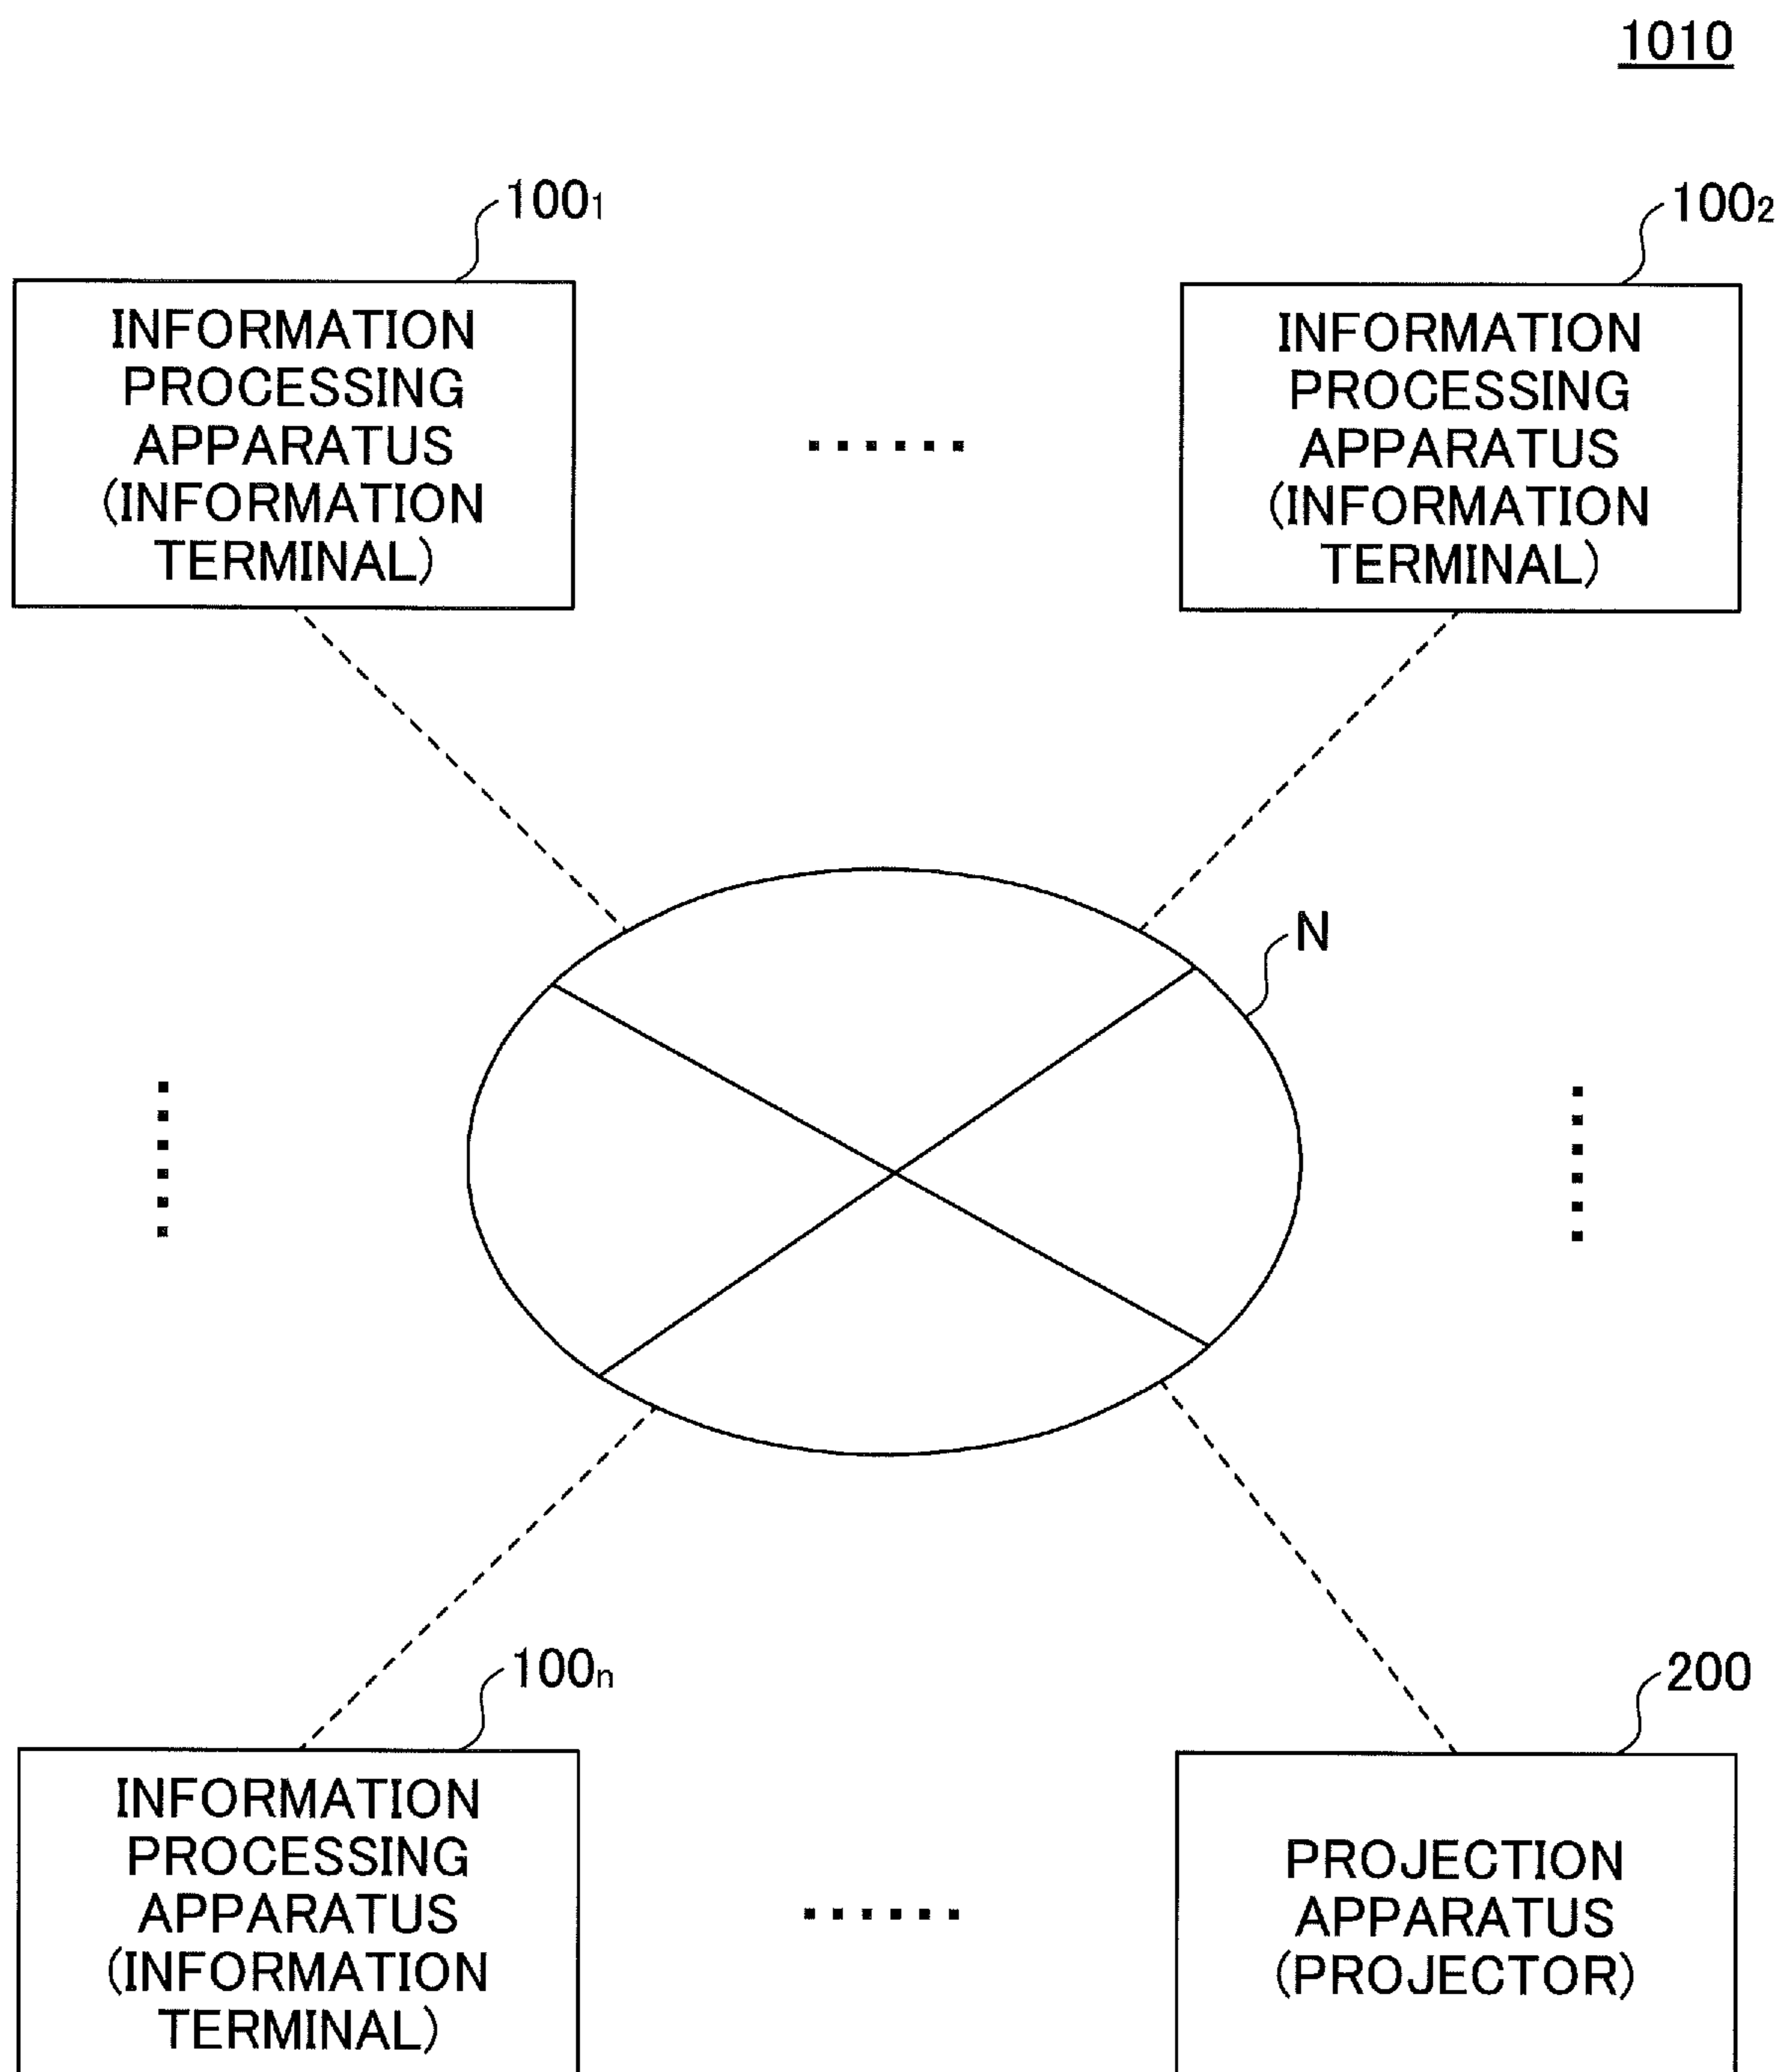 1010
100₁
100₂
INFORMATION
PROCESSING
APPARATUS
(INFORMATION
TERMINAL)
INFORMATION
PROCESSING
APPARATUS
(INFORMATION
TERMINAL)
N
100ₙ
200
INFORMATION
PROCESSING
APPARATUS
(INFORMATION
TERMINAL)
PROJECTION
APPARATUS
(PROJECTOR)